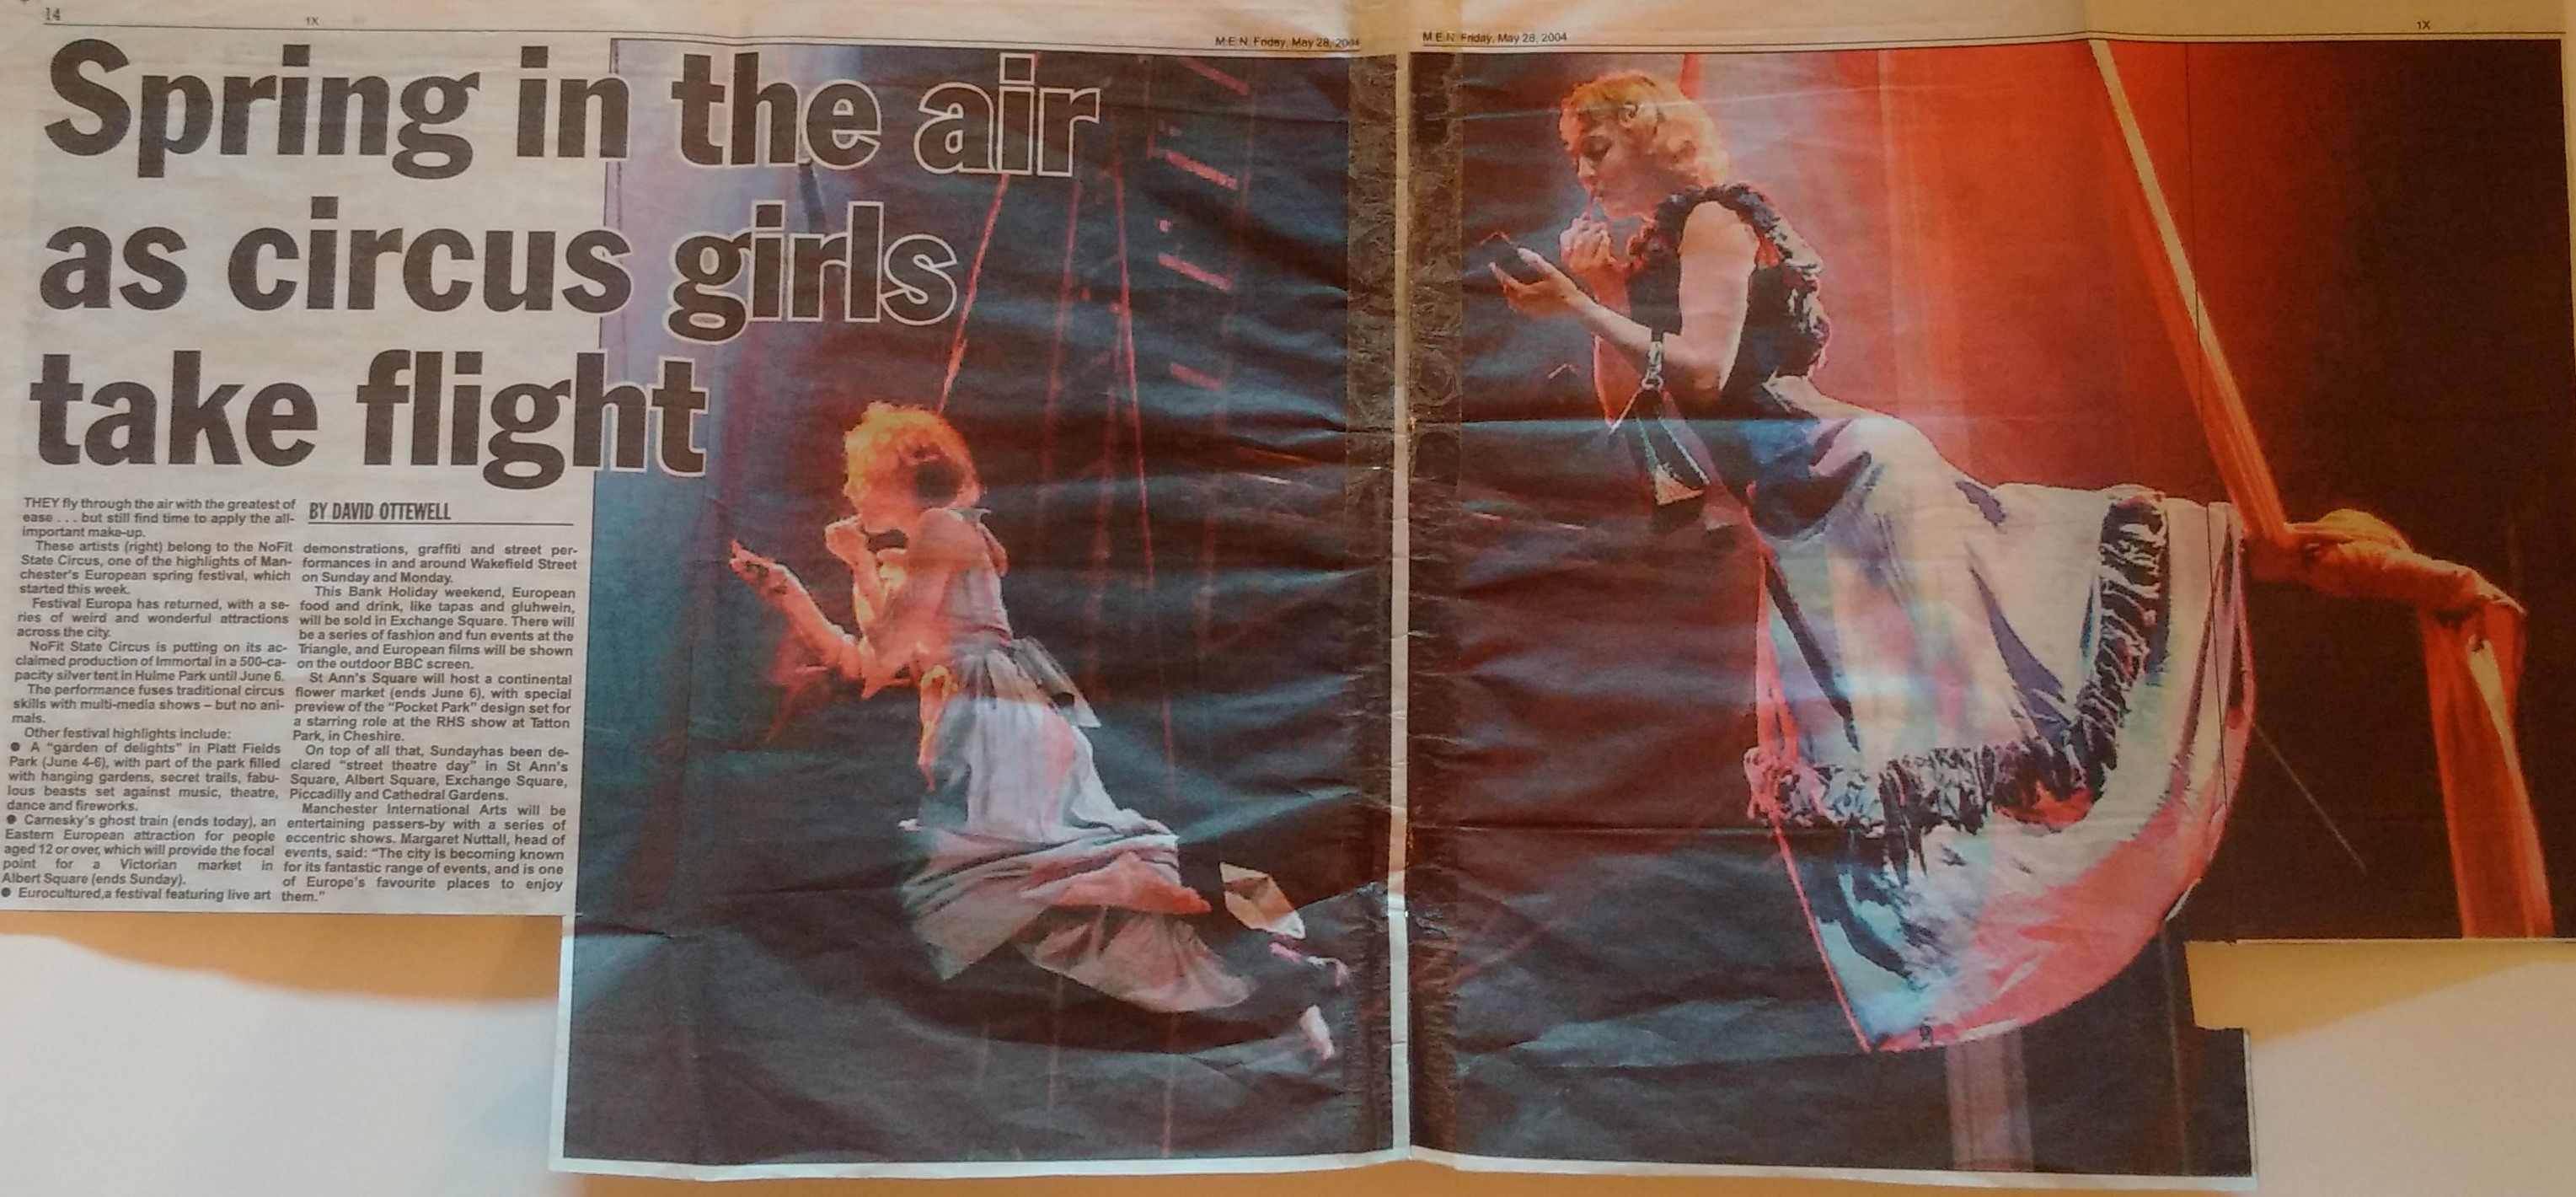 14
1X
M.E.N. Friday, May 28, 2004
M.E.N. Friday, May 28, 2004
1X
Spring in the air
as circus girls
take flight
BY DAVID OTTEWELL
THEY fly through the air with the greatest of
ease . . . but still find time to apply the all-
important make-up.
These artists (right) belong to the NoFit
State Circus, one of the highlights of Man-
chester's European spring festival, which
started this week.
Festival Europa has returned, with a se-
ries of weird and wonderful attractions
across the city.
NoFit State Circus is putting on its ac-
claimed production of Immortal in a 500-ca-
pacity silver tent in Hulme Park until June 6.
The performance fuses traditional circus
skills with multi-media shows – but no ani-
mals.
Other festival highlights include:
● A "garden of delights" in Platt Fields
Park (June 4-6), with part of the park filled
with hanging gardens, secret trails, fabu-
lous beasts set against music, theatre,
dance and fireworks.
● Carnesky's ghost train (ends today), an
Eastern European attraction for people
aged 12 or over, which will provide the focal
point for a Victorian market in
Albert Square (ends Sunday).
● Eurocultured,a festival featuring live art
demonstrations, graffiti and street per-
formances in and around Wakefield Street
on Sunday and Monday.
This Bank Holiday weekend, European
food and drink, like tapas and gluhwein,
will be sold in Exchange Square. There will
be a series of fashion and fun events at the
Triangle, and European films will be shown
on the outdoor BBC screen.
St Ann's Square will host a continental
flower market (ends June 6), with special
preview of the "Pocket Park" design set for
a starring role at the RHS show at Tatton
Park, in Cheshire.
On top of all that, Sundayhas been de-
clared "street theatre day" in St Ann's
Square, Albert Square, Exchange Square,
Piccadilly and Cathedral Gardens.
Manchester International Arts will be
entertaining passers-by with a series of
eccentric shows. Margaret Nuttall, head of
events, said: "The city is becoming known
for its fantastic range of events, and is one
of Europe's favourite places to enjoy
them."